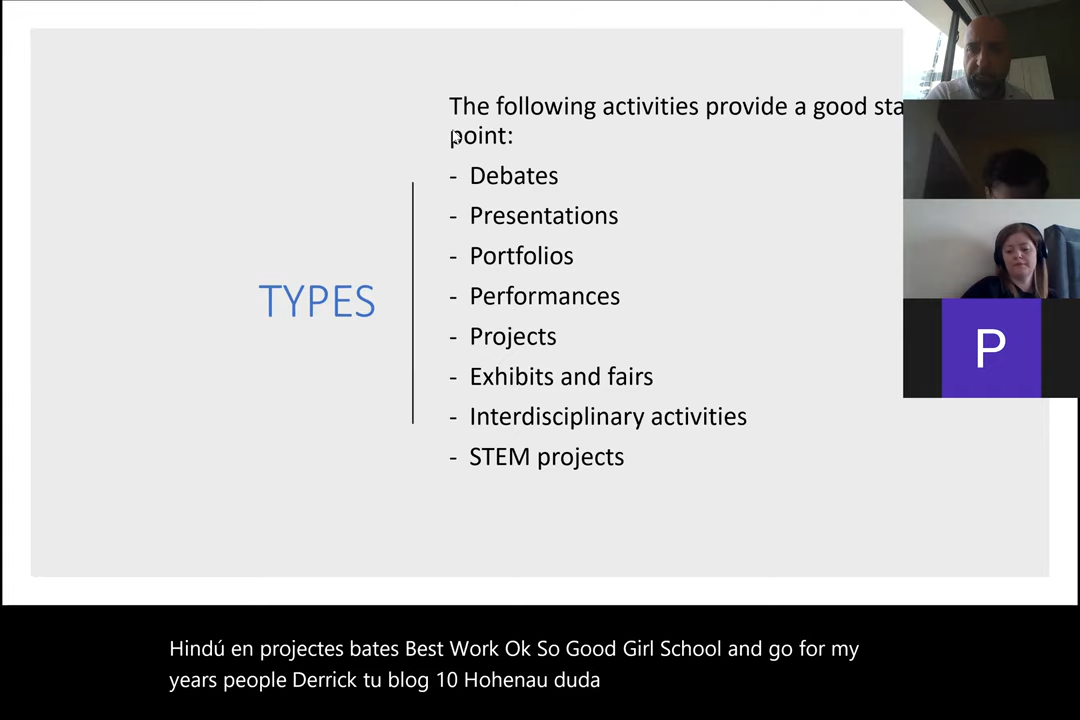 The following activities provide a good sta
point:
- Debates
- Presentations
- Portfolios
- Performances
- Projects
- Exhibits and fairs
- Interdisciplinary activities
- STEM projects
TYPES
P
Hindú en projectes bates Best Work Ok So Good Girl School and go for my
years people Derrick tu blog 10 Hohenau duda